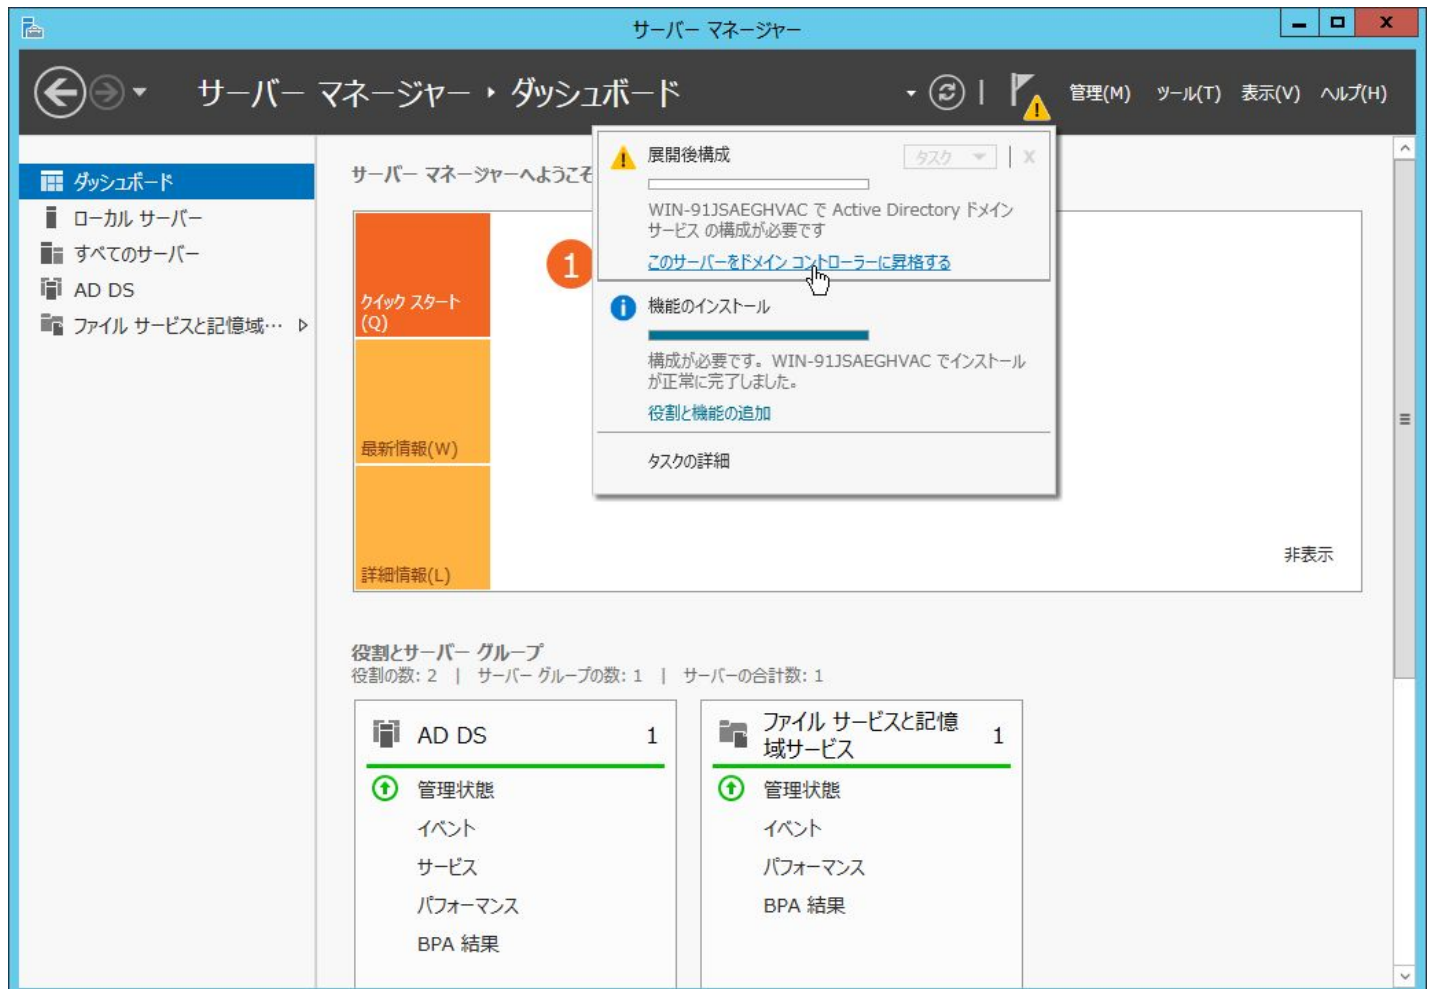 サーバー マネージャー
サーバー マネージャー ダッシュボード
管理(M) ツール(T) 表示(V) ヘルプ(H)
ダッシュボード
ローカル サーバー
すべてのサーバー
AD DS
ファイル サービスと記憶域…
サーバー マネージャーへようこそ
1
クイック スタート
(Q)
最新情報(W)
詳細情報(L)
展開後構成
タスク
x
WIN-91JSAEGHVAC で Active Directory ドメイン
サービス の構成が必要です
このサーバーをドメイン コントローラーに昇格する
機能のインストール
構成が必要です。WIN-91JSAEGHVAC でインストール
が正常に完了しました。
役割と機能の追加
タスクの詳細
非表示
役割とサーバー グループ
役割の数: 2 | サーバー グループの数: 1 | サーバーの合計数: 1
AD DS 1
管理状態
イベント
サービス
パフォーマンス
BPA 結果
ファイル サービスと記憶
域サービス 1
管理状態
イベント
パフォーマンス
BPA 結果